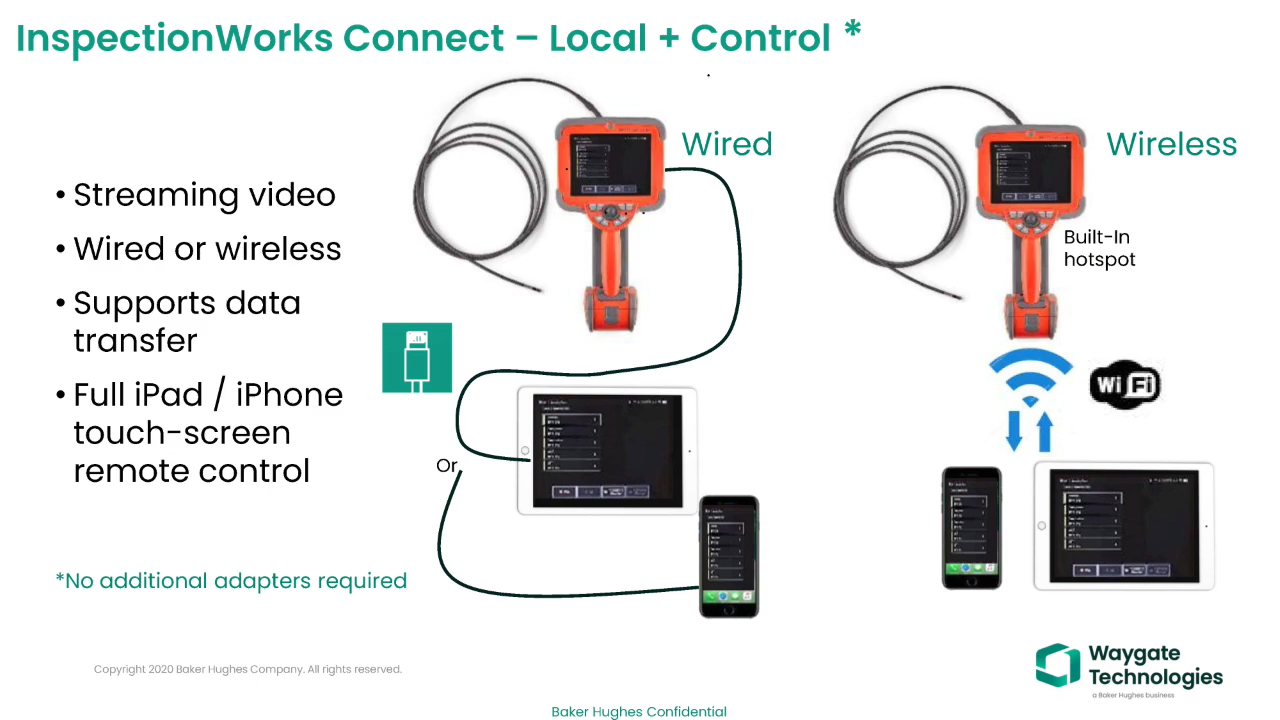 InspectionWorks Connect – Local + Control *
Wired
Wireless
• Streaming video
• Wired or wireless
• Supports data
transfer
• Full iPad / iPhone
touch-screen
remote control
Built-In
hotspot
WiFi
Or
*No additional adapters required
Copyright 2020 Baker Hughes Company. All rights reserved.
Waygate
Technologies
a Baker Hughes business
Baker Hughes Confidential